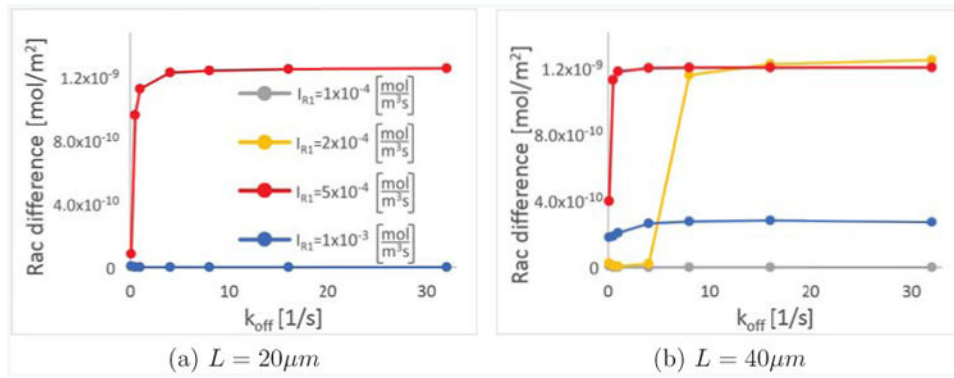 Rac difference [mol/m²]
1.2x10⁻⁹
8.0x10⁻¹⁰
4.0x10⁻¹⁰
0
I_R1=1x10⁻⁴ [mol/m³s]
I_R1=2x10⁻⁴ [mol/m³s]
I_R1=5x10⁻⁴ [mol/m³s]
I_R1=1x10⁻³ [mol/m³s]
0 10 20 30
k_off [1/s]
(a) L = 20μm
Rac difference [mol/m²]
1.2x10⁻⁹
8.0x10⁻¹⁰
4.0x10⁻¹⁰
0
0 10 20 30
k_off [1/s]
(b) L = 40μm